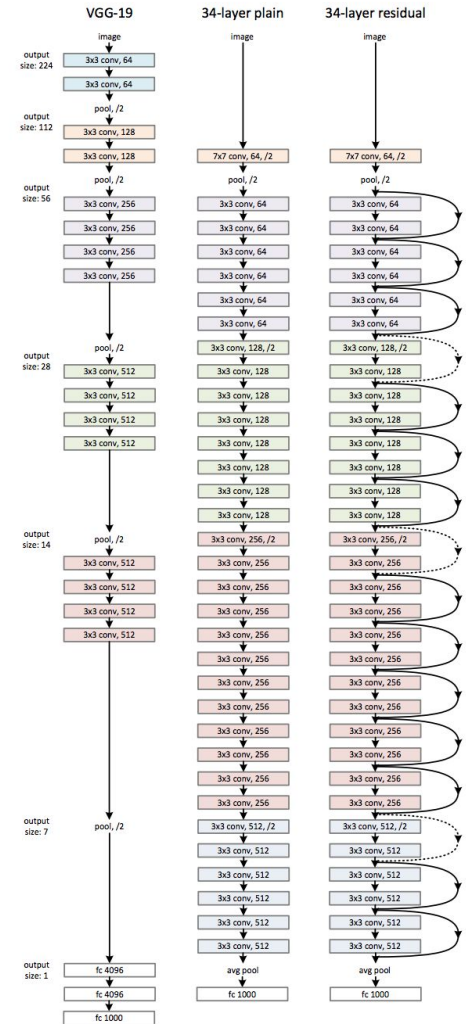 VGG-19
image
output
size: 224
3x3 conv, 64
3x3 conv, 64
pool, /2
output
size: 112
3x3 conv, 128
3x3 conv, 128
pool, /2
output
size: 56
3x3 conv, 256
3x3 conv, 256
3x3 conv, 256
3x3 conv, 256
pool, /2
output
size: 28
3x3 conv, 512
3x3 conv, 512
3x3 conv, 512
3x3 conv, 512
pool, /2
output
size: 14
3x3 conv, 512
3x3 conv, 512
3x3 conv, 512
3x3 conv, 512
output
size: 7
pool, /2
output
size: 1
fc 4096
fc 4096
fc 1000
34-layer plain
image
7x7 conv, 64, /2
pool, /2
3x3 conv, 64
3x3 conv, 64
3x3 conv, 64
3x3 conv, 64
3x3 conv, 64
3x3 conv, 64
3x3 conv, 128, /2
3x3 conv, 128
3x3 conv, 128
3x3 conv, 128
3x3 conv, 128
3x3 conv, 128
3x3 conv, 128
3x3 conv, 128
3x3 conv, 256, /2
3x3 conv, 256
3x3 conv, 256
3x3 conv, 256
3x3 conv, 256
3x3 conv, 256
3x3 conv, 256
3x3 conv, 256
3x3 conv, 256
3x3 conv, 256
3x3 conv, 256
3x3 conv, 256
3x3 conv, 512, /2
3x3 conv, 512
3x3 conv, 512
3x3 conv, 512
3x3 conv, 512
3x3 conv, 512
avg pool
fc 1000
34-layer residual
image
7x7 conv, 64, /2
pool, /2
3x3 conv, 64
3x3 conv, 64
3x3 conv, 64
3x3 conv, 64
3x3 conv, 64
3x3 conv, 64
3x3 conv, 128, /2
3x3 conv, 128
3x3 conv, 128
3x3 conv, 128
3x3 conv, 128
3x3 conv, 128
3x3 conv, 128
3x3 conv, 128
3x3 conv, 256, /2
3x3 conv, 256
3x3 conv, 256
3x3 conv, 256
3x3 conv, 256
3x3 conv, 256
3x3 conv, 256
3x3 conv, 256
3x3 conv, 256
3x3 conv, 256
3x3 conv, 256
3x3 conv, 256
3x3 conv, 512, /2
3x3 conv, 512
3x3 conv, 512
3x3 conv, 512
3x3 conv, 512
3x3 conv, 512
avg pool
fc 1000